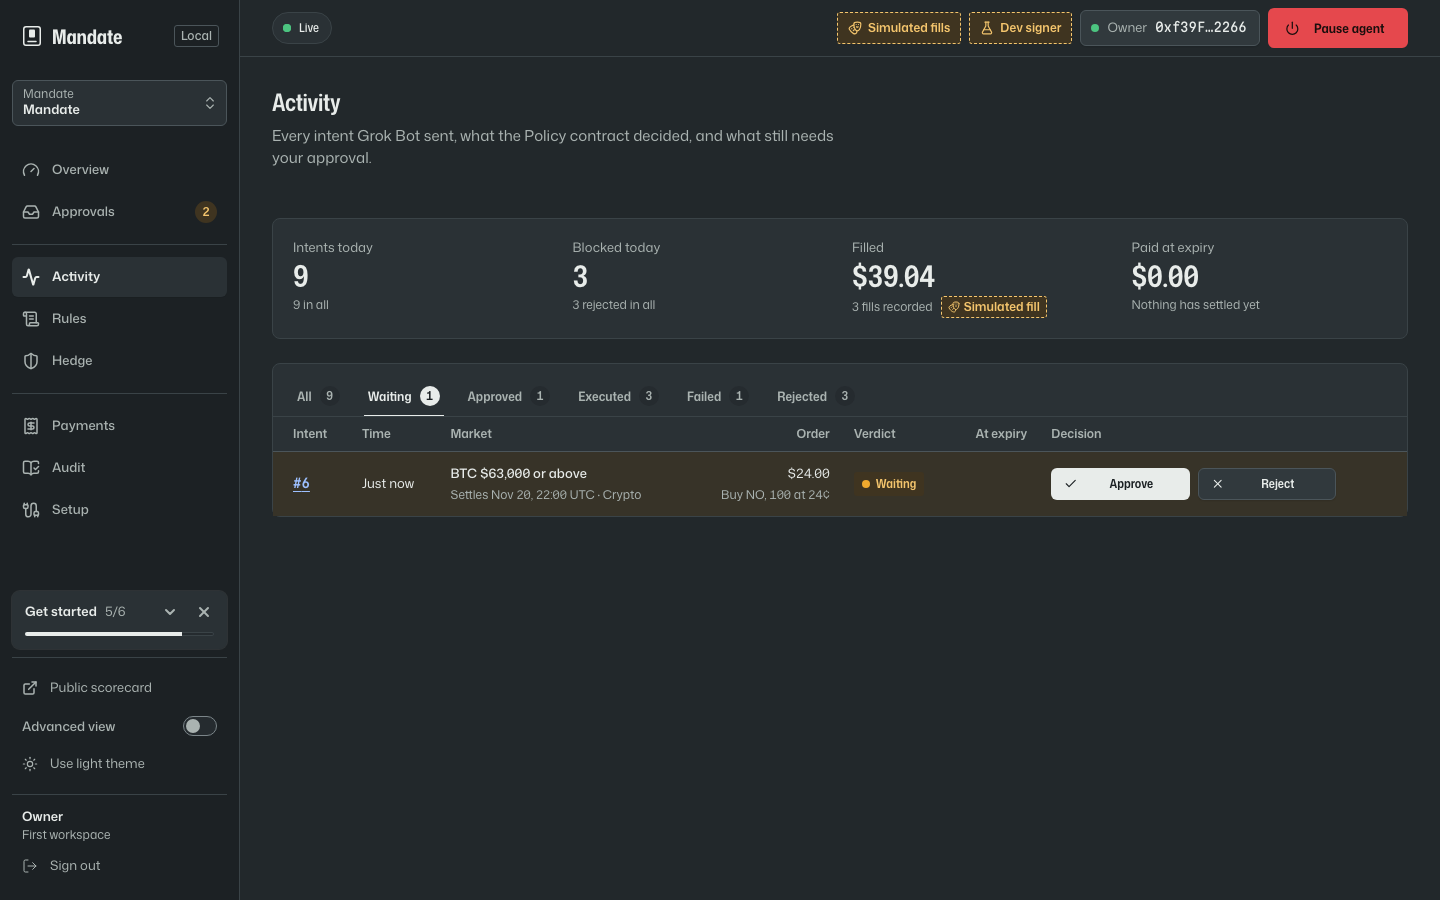 Mandate
Local
Mandate
Mandate
Overview
Approvals 2
Activity
Rules
Hedge
Payments
Audit
Setup
Get started 5/6
Public scorecard
Advanced view
Use light theme
Owner
First workspace
Sign out
Live
Simulated fills
Dev signer
Owner 0xf39F…2266
Pause agent
Activity
Every intent Grok Bot sent, what the Policy contract decided, and what still needs
your approval.
Intents today
9
9 in all
Blocked today
3
3 rejected in all
Filled
$39.04
3 fills recorded Simulated fill
Paid at expiry
$0.00
Nothing has settled yet
All 9 Waiting 1 Approved 1 Executed 3 Failed 1 Rejected 3
Intent Time Market Order Verdict At expiry Decision
#6 Just now BTC $63,000 or above $24.00 Waiting Approve Reject
Settles Nov 20, 22:00 UTC · Crypto Buy NO, 100 at 24¢